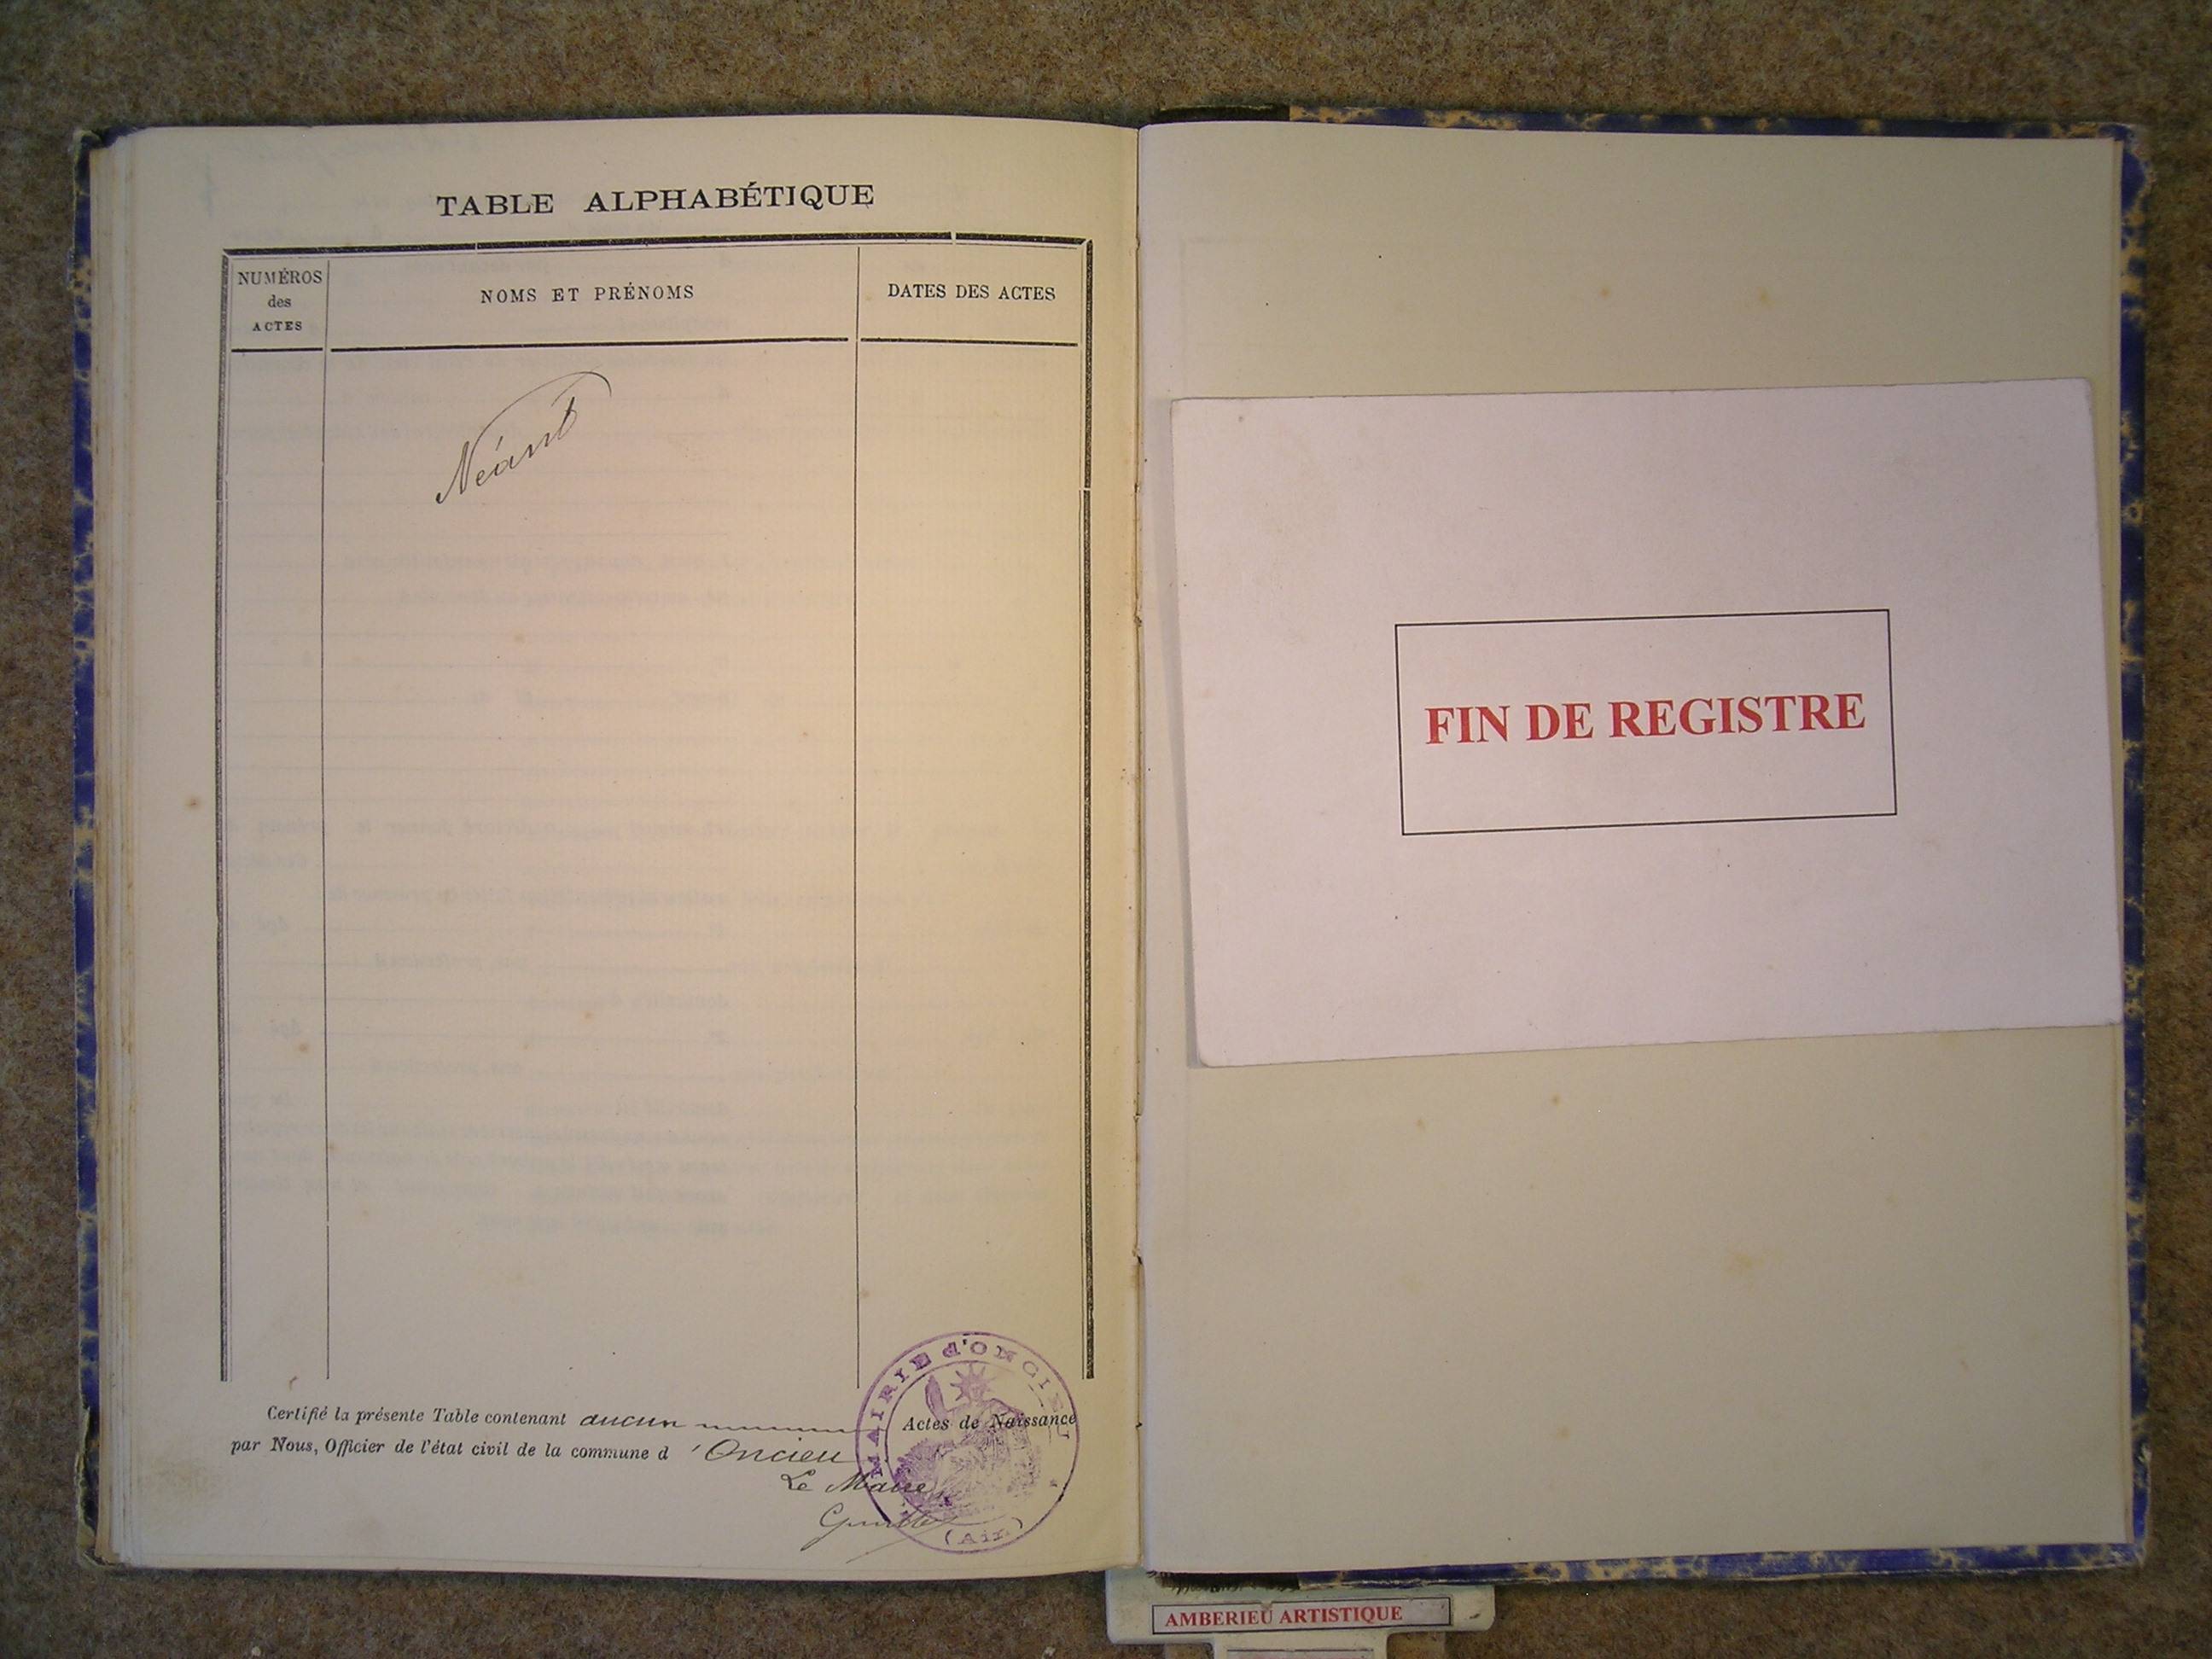 TABLE ALPHABÉTIQUE
NUMÉROS
des
ACTES
NOMS ET PRÉNOMS
DATES DES ACTES
Néant
Certifié la présente Table contenant aucun Actes de Naissance
par Nous, Officier de l'état civil de la commune d 'Oncieu
Le Maire,
MAIRIE d'ONCIEU
(Ain)
FIN DE REGISTRE
AMBERIEU ARTISTIQUE